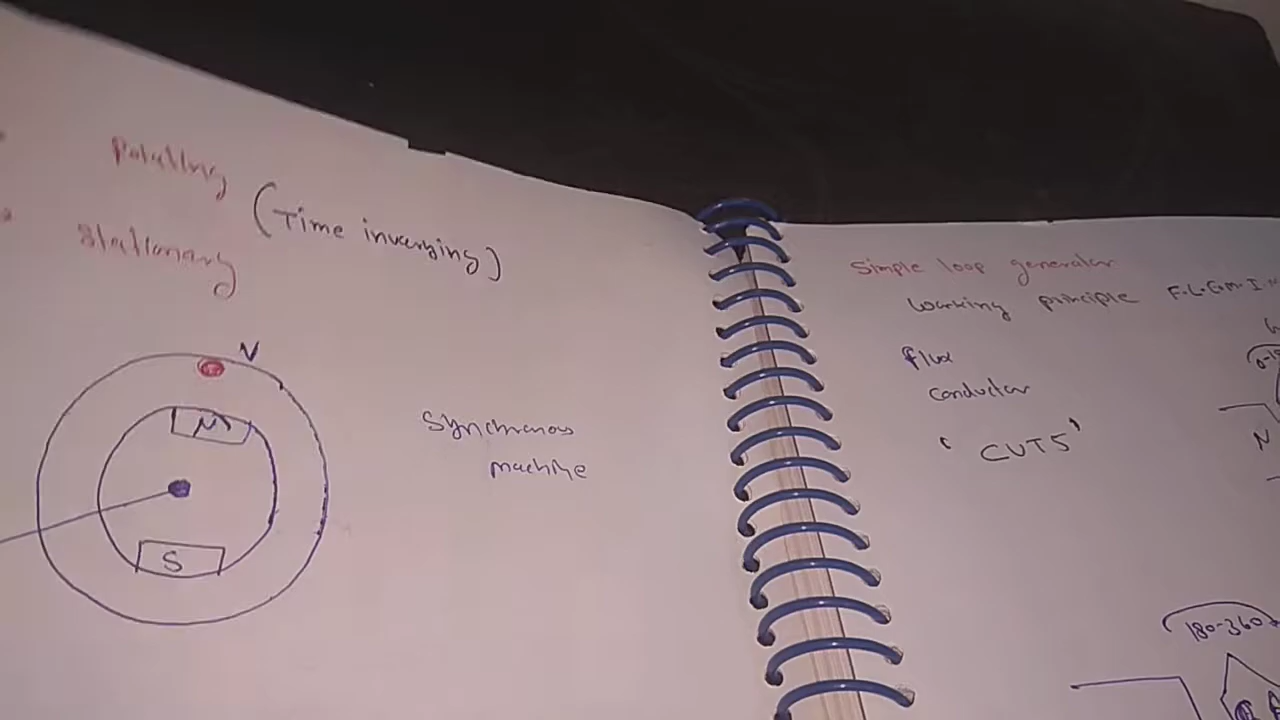 Rotating
(Time invarying)
Stationary
V
N
S
Synchronous
machine
Simple loop generator
Working principle F.L.E.M.I
flux
conductor
'CUTS'
N
180-360